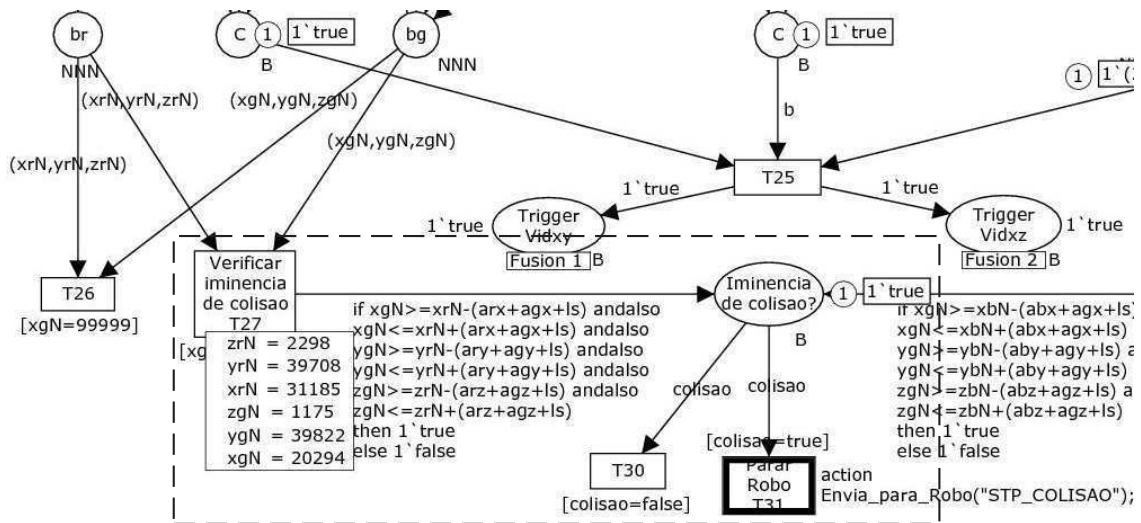 br
C
1
1`true
bg
C
1
1`true
NNN
B
NNN
B
1
1`(
(xrN,yrN,zrN)
(xgN,ygN,zgN)
b
(xgN,ygN,zgN)
(xrN,yrN,zrN)
T25
1`true
1`true
1`true
Trigger
Vidxy
Fusion 1
B
Trigger
Vidxz
1`true
Fusion 2
B
T26
[xgN=99999]
Verificar
iminencia
de colisao
T27
[xg
zrN = 2298
yrN = 39708
xrN = 31185
zgN = 1175
ygN = 39822
xgN = 20294
if xgN>=xrN-(arx+agx+ls) andalso
xgN<=xrN+(arx+agx+ls) andalso
ygN>=yrN-(ary+agy+ls) andalso
ygN<=yrN+(ary+agy+ls) andalso
zgN>=zrN-(arz+agz+ls) andalso
zgN<=zrN+(arz+agz+ls)
then 1`true
else 1`false
Iminencia
de colisao?
1
1`true
B
if xgN>=xbN-(abx+agx+ls)
xgN<=xbN+(abx+agx+ls)
ygN>=ybN-(aby+agy+ls) a
ygN<=ybN+(aby+agy+ls)
zgN>=zbN-(abz+agz+ls) a
zgN<=zbN+(abz+agz+ls)
then 1`true
else 1`false
colisao
colisao
T30
[colisao=false]
[colisao=true]
Parar
Robo
T31
action
Envia_para_Robo("STP_COLISAO");